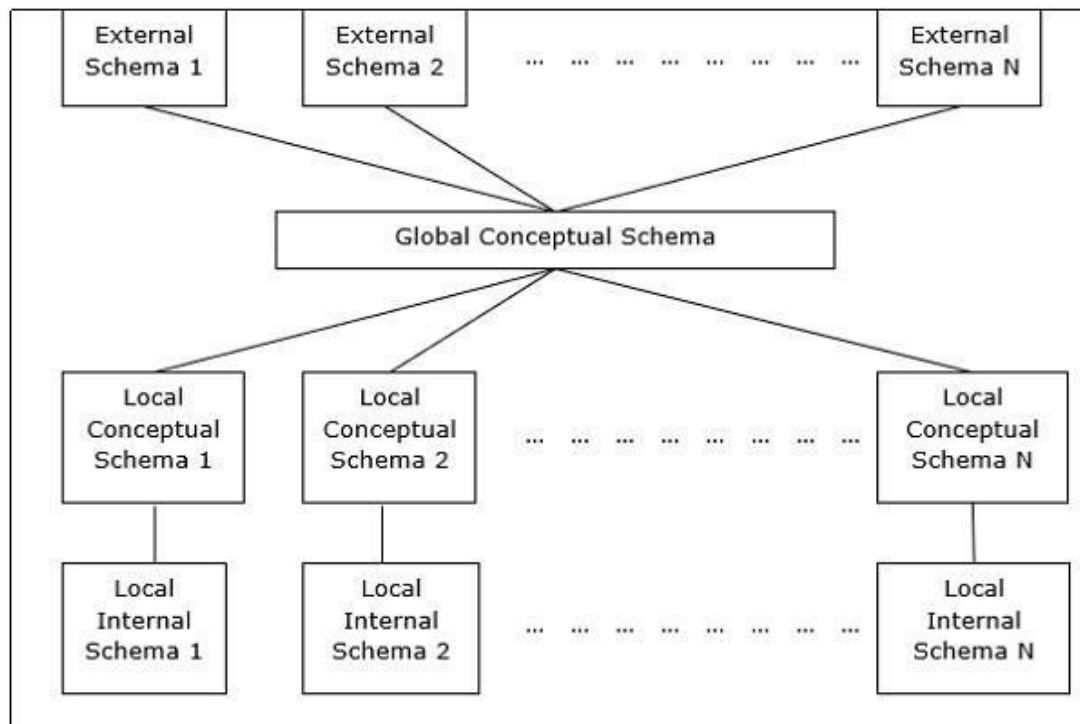 External
Schema 1
External
Schema 2
... ... ... ... ... ... ... ...
External
Schema N
Global Conceptual Schema
Local
Conceptual
Schema 1
Local
Conceptual
Schema 2
... ... ... ... ... ... ... ...
Local
Conceptual
Schema N
Local
Internal
Schema 1
Local
Internal
Schema 2
... ... ... ... ... ... ... ...
Local
Internal
Schema N